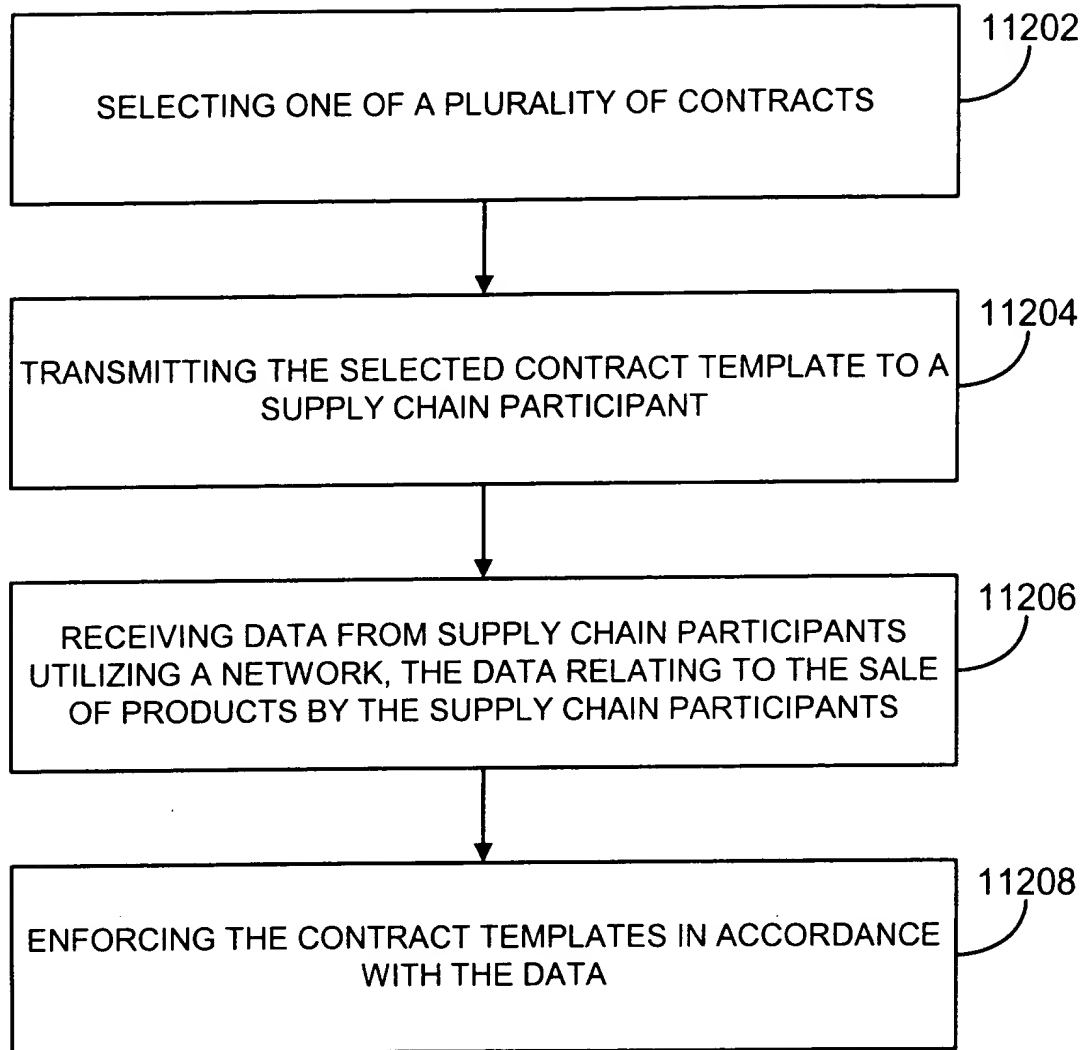 11202
SELECTING ONE OF A PLURALITY OF CONTRACTS
11204
TRANSMITTING THE SELECTED CONTRACT TEMPLATE TO A
SUPPLY CHAIN PARTICIPANT
11206
RECEIVING DATA FROM SUPPLY CHAIN PARTICIPANTS
UTILIZING A NETWORK, THE DATA RELATING TO THE SALE
OF PRODUCTS BY THE SUPPLY CHAIN PARTICIPANTS
11208
ENFORCING THE CONTRACT TEMPLATES IN ACCORDANCE
WITH THE DATA